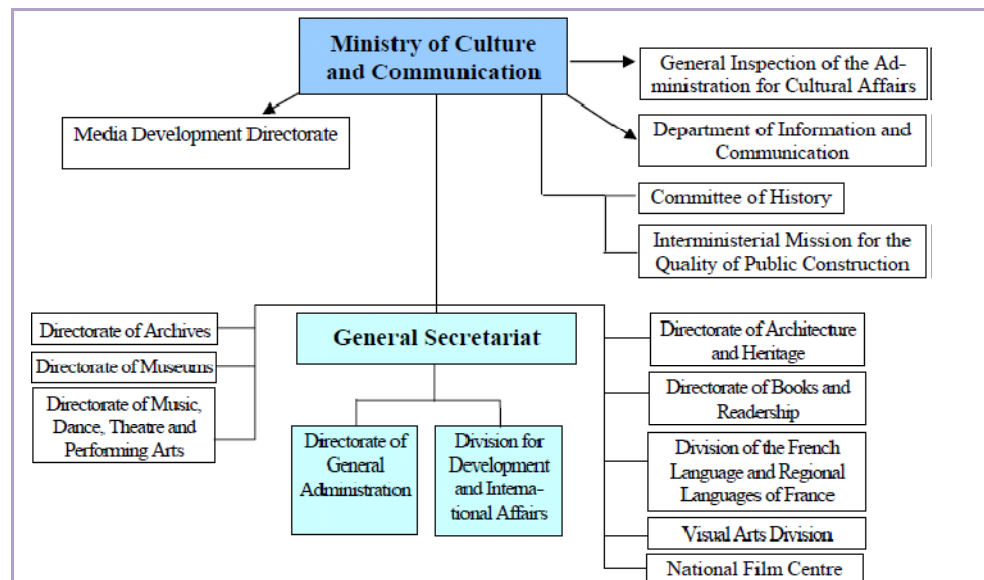 Ministry of Culture
and Communication
General Inspection of the Ad-
ministration for Cultural Affairs
Media Development Directorate
Department of Information and
Communication
Committee of History
Interministerial Mission for the
Quality of Public Construction
Directorate of Archives
Directorate of Museums
Directorate of Music,
Dance, Theatre and
Performing Arts
General Secretariat
Directorate of
General
Administration
Division for
Development
and Interna-
tional Affairs
Directorate of Architecture
and Heritage
Directorate of Books and
Readership
Division of the French
Language and Regional
Languages of France
Visual Arts Division
National Film Centre